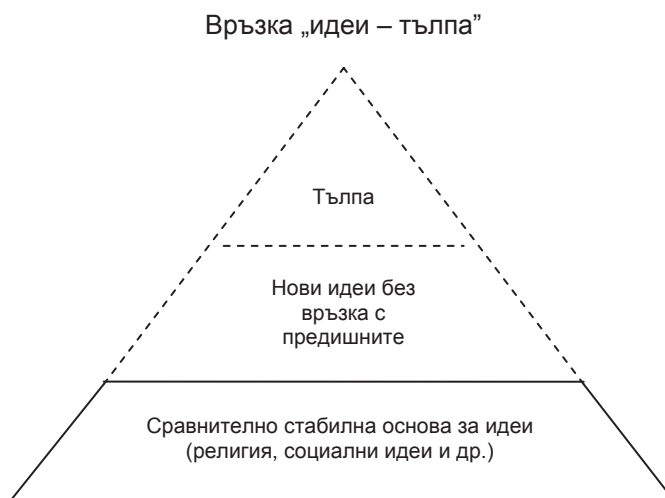 Връзка „идеи – тълпа”
Тълпа
Нови идеи без
връзка с
предишните
Сравнително стабилна основа за идеи
(религия, социални идеи и др.)